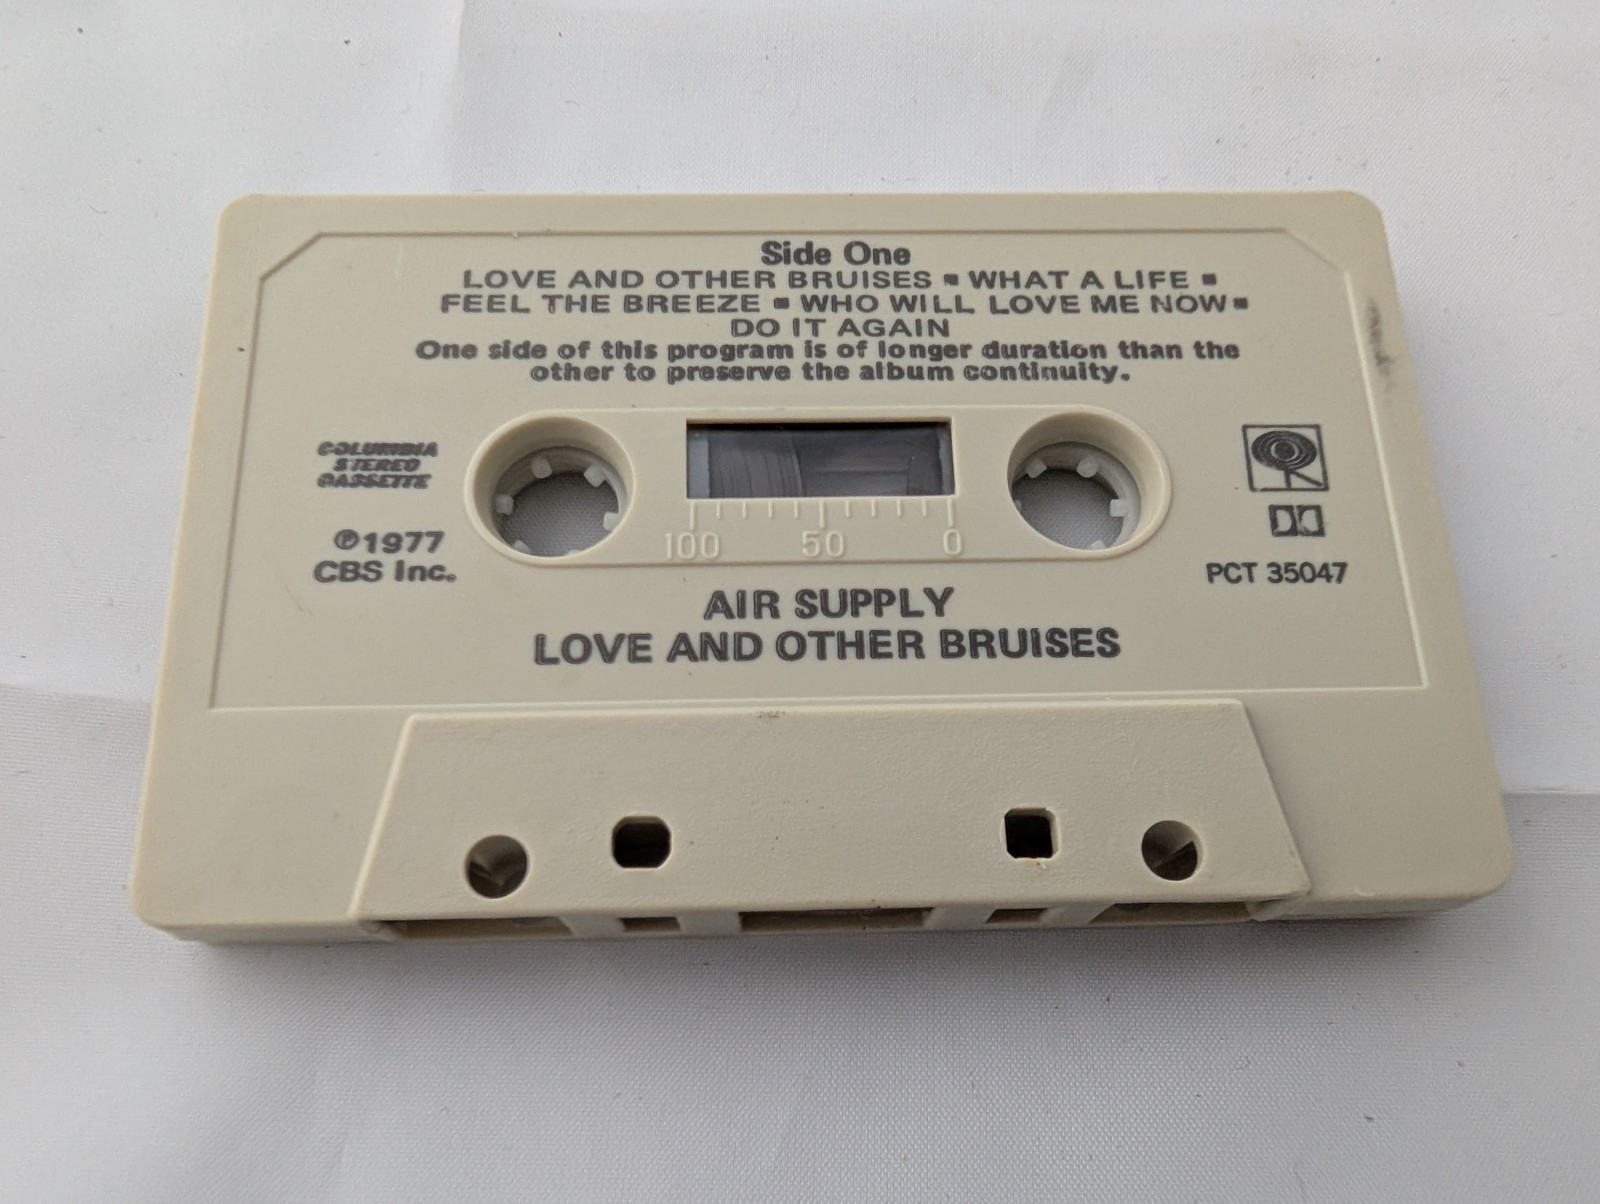 Side One
LOVE AND OTHER BRUISES ▪ WHAT A LIFE ▪
FEEL THE BREEZE ▪ WHO WILL LOVE ME NOW ▪
DO IT AGAIN
One side of this program is of longer duration than the
other to preserve the album continuity.
COLUMBIA
STEREO
CASSETTE
℗1977
CBS Inc.
100 50 0
PCT 35047
AIR SUPPLY
LOVE AND OTHER BRUISES